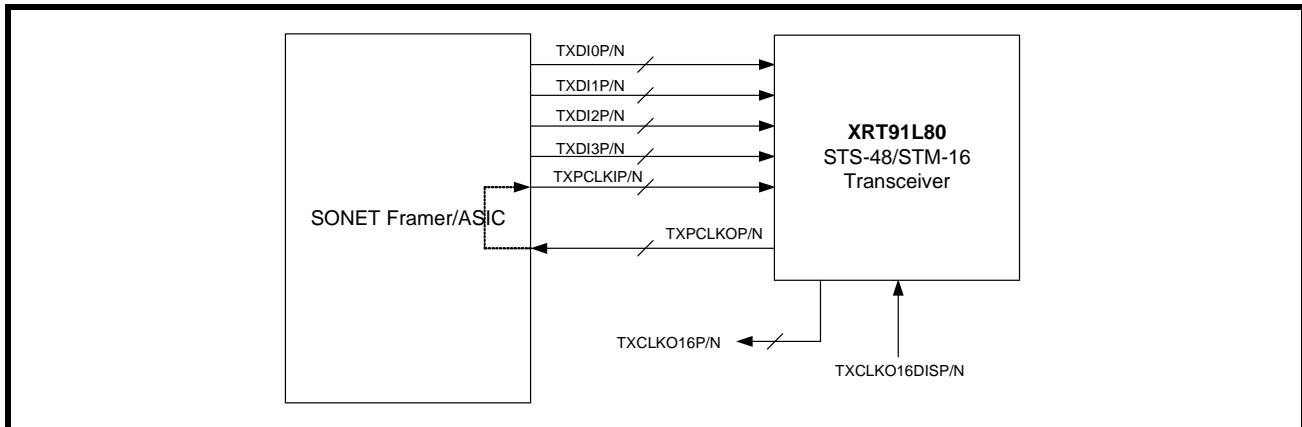 TXDI0P/N
TXDI1P/N
TXDI2P/N
TXDI3P/N
TXPCLKIP/N
SONET Framer/ASIC
TXPCLKOP/N
XRT91L80
STS-48/STM-16
Transceiver
TXCLKO16P/N
TXCLKO16DISP/N